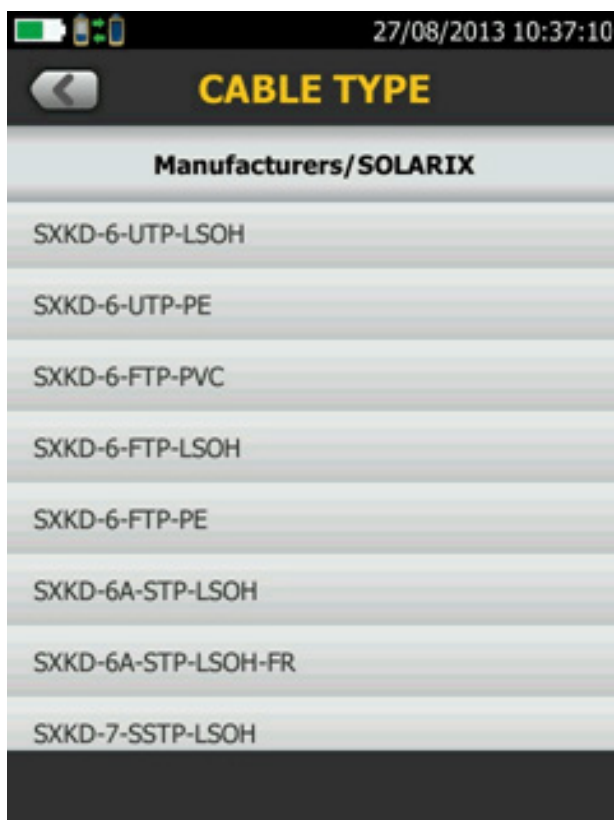 27/08/2013 10:37:10
CABLE TYPE
Manufacturers/SOLARIX
SXKD-6-UTP-LSOH
SXKD-6-UTP-PE
SXKD-6-FTP-PVC
SXKD-6-FTP-LSOH
SXKD-6-FTP-PE
SXKD-6A-STP-LSOH
SXKD-6A-STP-LSOH-FR
SXKD-7-SSTP-LSOH